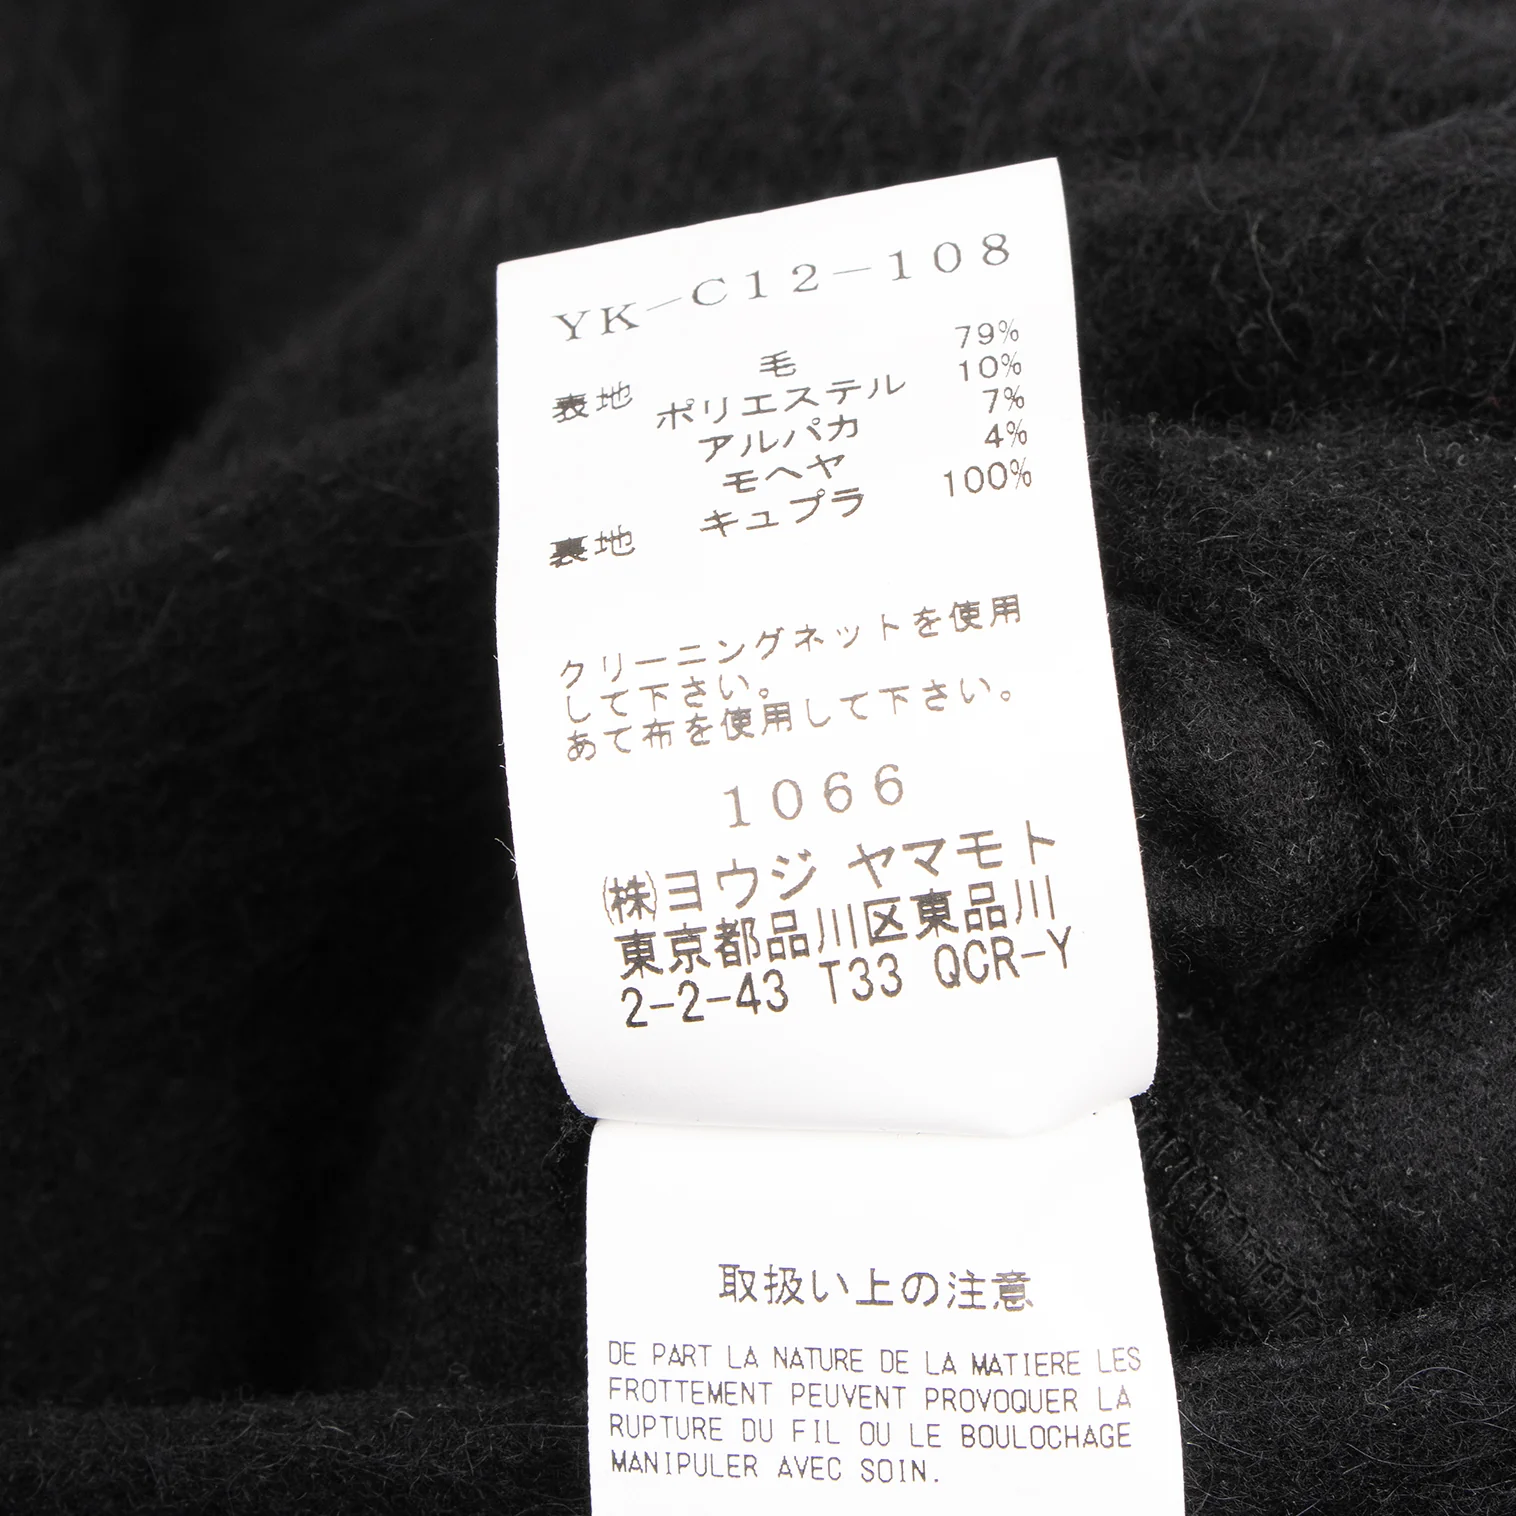 YK-C12-108
表地 毛 79%
ポリエステル 10%
アルパカ 7%
モヘヤ 4%
裏地 キュプラ 100%
クリーニングネットを使用
して下さい。
あて布を使用して下さい。
1066
(株)ヨウジ ヤマモト
東京都品川区東品川
2-2-43 T33 QCR-Y
取扱い上の注意
DE PART LA NATURE DE LA MATIERE LES
FROTTEMENT PEUVENT PROVOQUER LA
RUPTURE DU FIL OU LE BOULOCHAGE
MANIPULER AVEC SOIN.